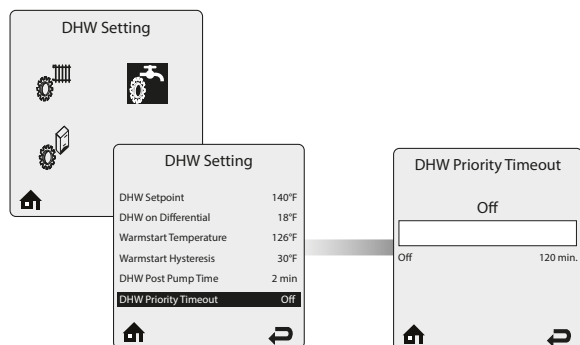 DHW Setting
DHW Setting
DHW Setpoint 140°F
DHW on Differential 18°F
Warmstart Temperature 126°F
Warmstart Hysteresis 30°F
DHW Post Pump Time 2 min
DHW Priority Timeout Off
DHW Priority Timeout
Off
Off 120 min.